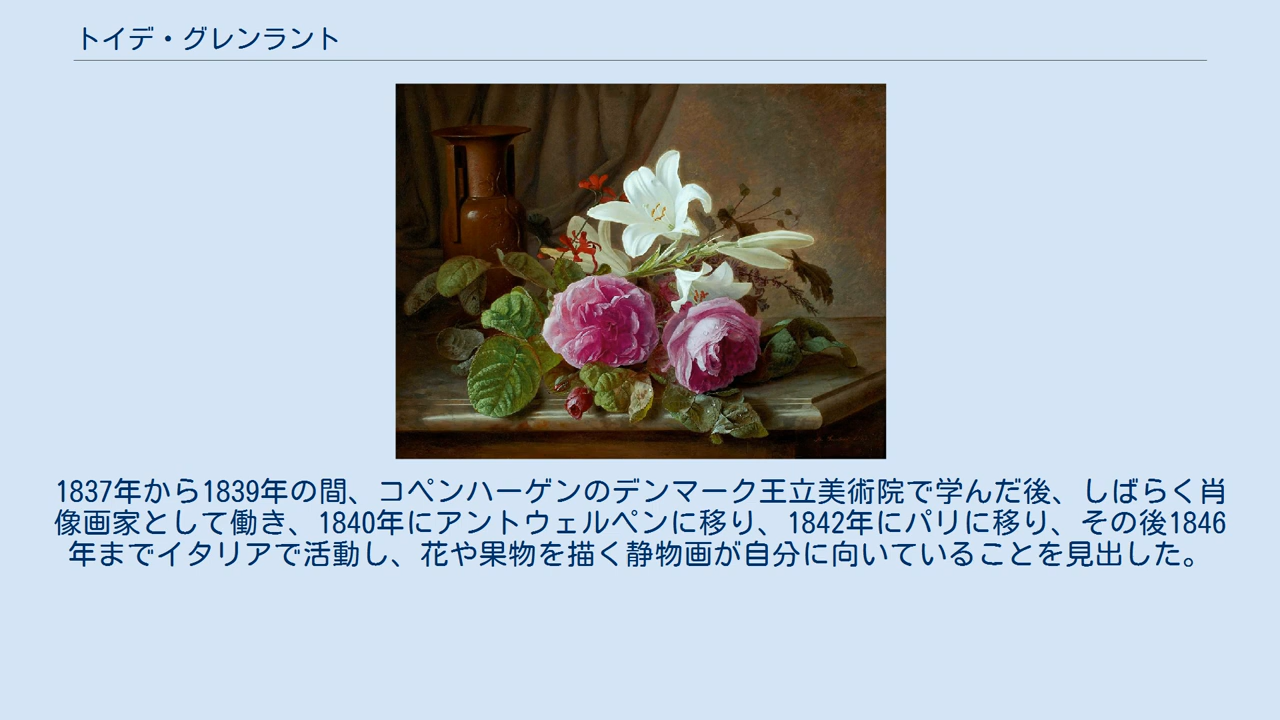 トイデ・グレンラント
1837年から1839年の間、コペンハーゲンのデンマーク王立美術院で学んだ後、しばらく肖
像画家として働き、1840年にアントウェルペンに移り、1842年にパリに移り、その後1846
年までイタリアで活動し、花や果物を描く静物画が自分に向いていることを見出した。